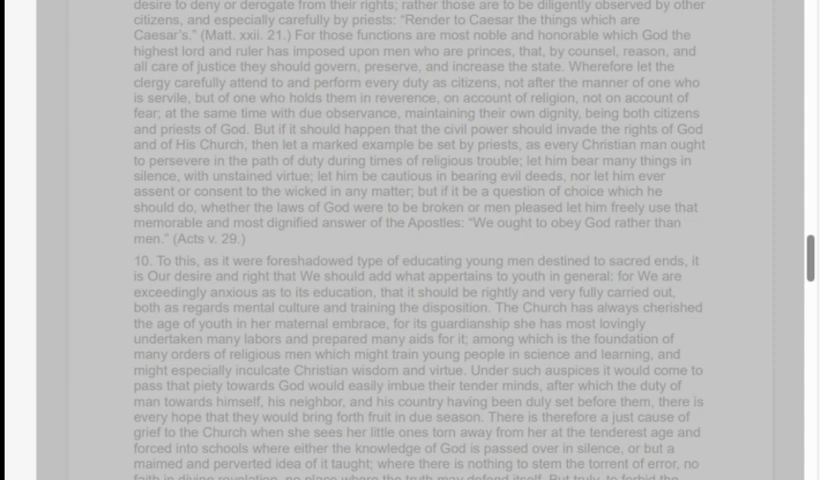 desire to deny or derogate from their rights; rather those are to be diligently observed by other
citizens, and especially carefully by priests: “Render to Caesar the things which are
Caesar’s.” (Matt. xxii. 21.) For those functions are most noble and honorable which God the
highest lord and ruler has imposed upon men who are princes, that, by counsel, reason, and
all care of justice they should govern, preserve, and increase the state. Wherefore let the
clergy carefully attend to and perform every duty as citizens, not after the manner of one who
is servile, but of one who holds them in reverence, on account of religion, not on account of
fear; at the same time with due observance, maintaining their own dignity, being both citizens
and priests of God. But if it should happen that the civil power should invade the rights of God
and of His Church, then let a marked example be set by priests, as every Christian man ought
to persevere in the path of duty during times of religious trouble; let him bear many things in
silence, with unstained virtue; let him be cautious in bearing evil deeds, nor let him ever
assent or consent to the wicked in any matter; but if it be a question of choice which he
should do, whether the laws of God were to be broken or men pleased let him freely use that
memorable and most dignified answer of the Apostles: “We ought to obey God rather than
men.” (Acts v. 29.)
10. To this, as it were foreshadowed type of educating young men destined to sacred ends, it
is Our desire and right that We should add what appertains to youth in general: for We are
exceedingly anxious as to its education, that it should be rightly and very fully carried out,
both as regards mental culture and training the disposition. The Church has always cherished
the age of youth in her maternal embrace, for its guardianship she has most lovingly
undertaken many labors and prepared many aids for it; among which is the foundation of
many orders of religious men which might train young people in science and learning, and
might especially inculcate Christian wisdom and virtue. Under such auspices it would come to
pass that piety towards God would easily imbue their tender minds, after which the duty of
man towards himself, his neighbor, and his country having been duly set before them, there is
every hope that they would bring forth fruit in due season. There is therefore a just cause of
grief to the Church when she sees her little ones torn away from her at the tenderest age and
forced into schools where either the knowledge of God is passed over in silence, or but a
maimed and perverted idea of it taught; where there is nothing to stem the torrent of error, no
faith in divine revelation, no place where the truth may defend itself. But truly, to forbid the